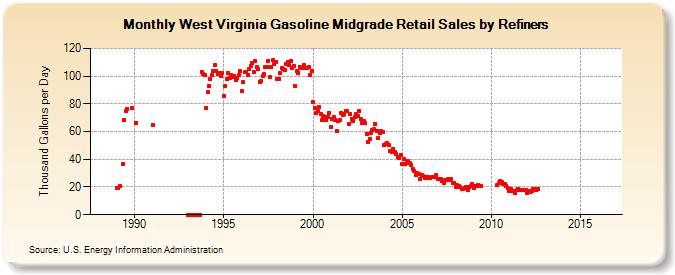 Monthly West Virginia Gasoline Midgrade Retail Sales by Refiners
Thousand Gallons per Day
120
100
80
60
40
20
0
1990 1995 2000 2005 2010 2015
Source: U.S. Energy Information Administration